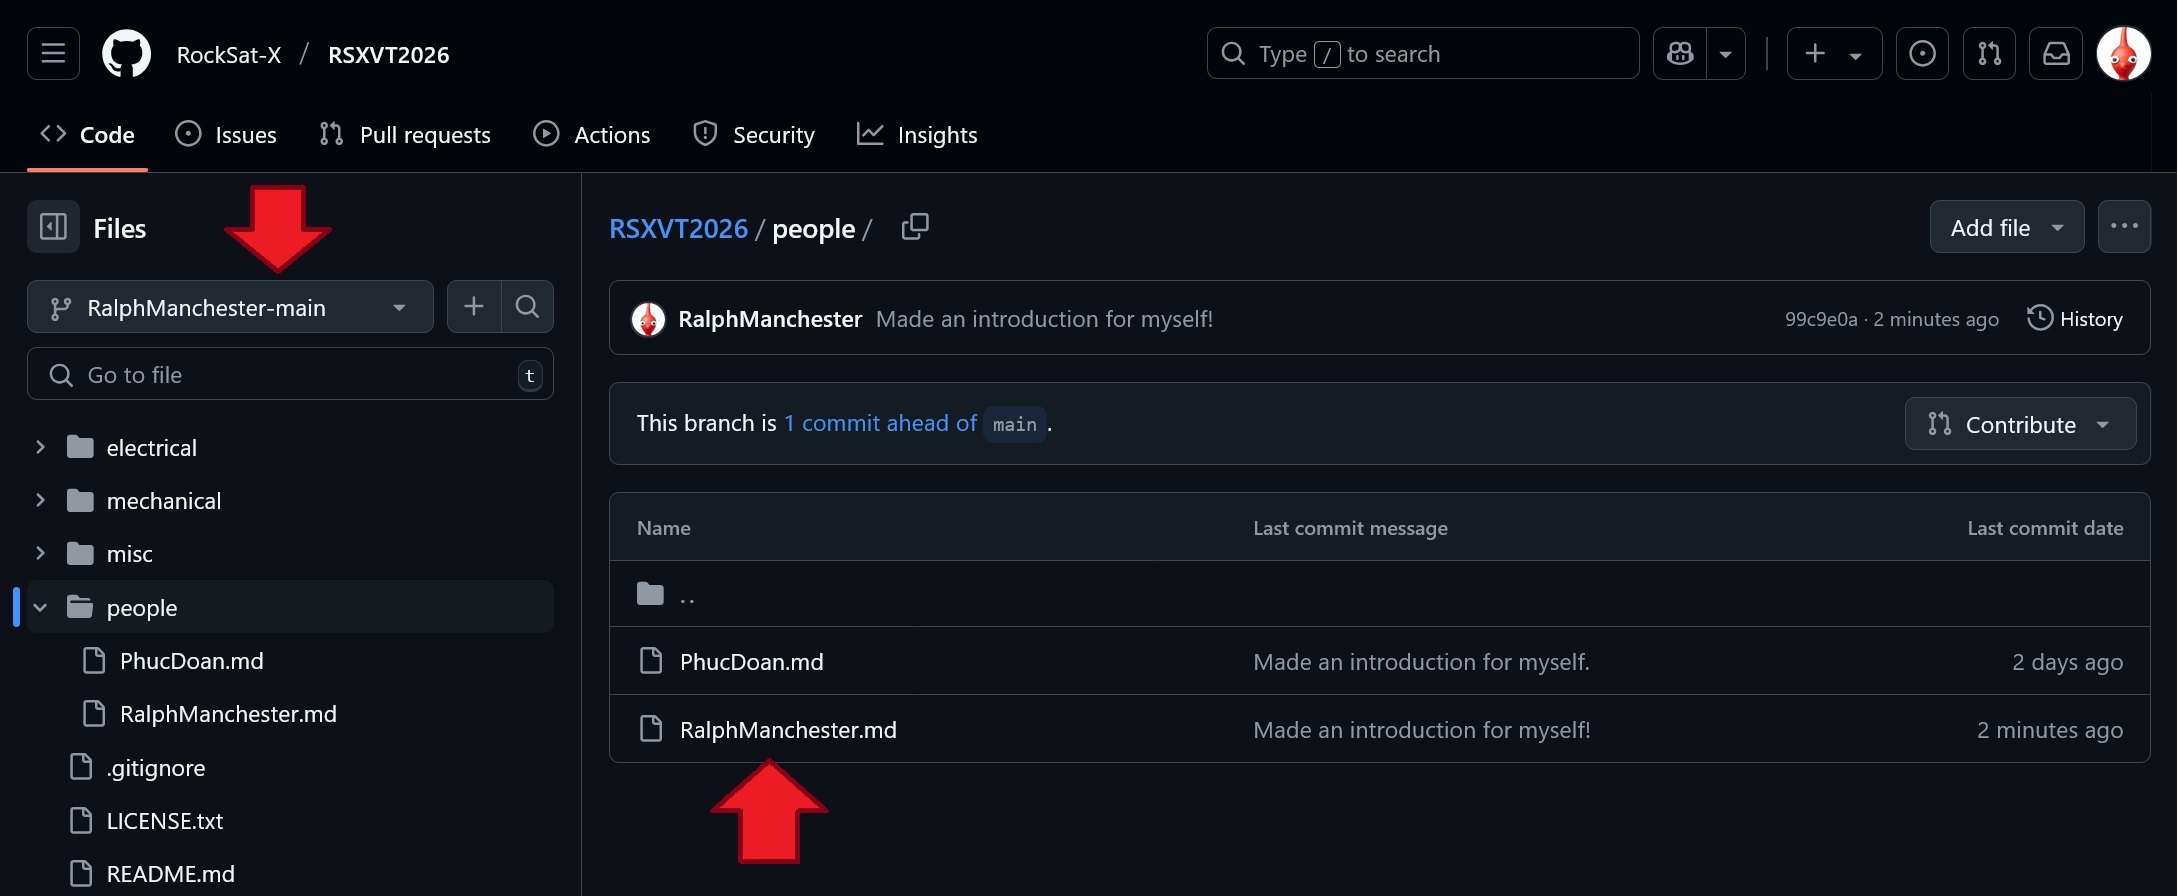 RockSat-X / RSXVT2026
Type / to search
Code
Issues
Pull requests
Actions
Security
Insights
Files
RalphManchester-main
Go to file
t
electrical
mechanical
misc
people
PhucDoan.md
RalphManchester.md
.gitignore
LICENSE.txt
README.md
RSXVT2026 / people /
Add file
RalphManchester Made an introduction for myself!
99c9e0a · 2 minutes ago
History
This branch is 1 commit ahead of main .
Contribute
Name Last commit message Last commit date
..
PhucDoan.md Made an introduction for myself. 2 days ago
RalphManchester.md Made an introduction for myself! 2 minutes ago